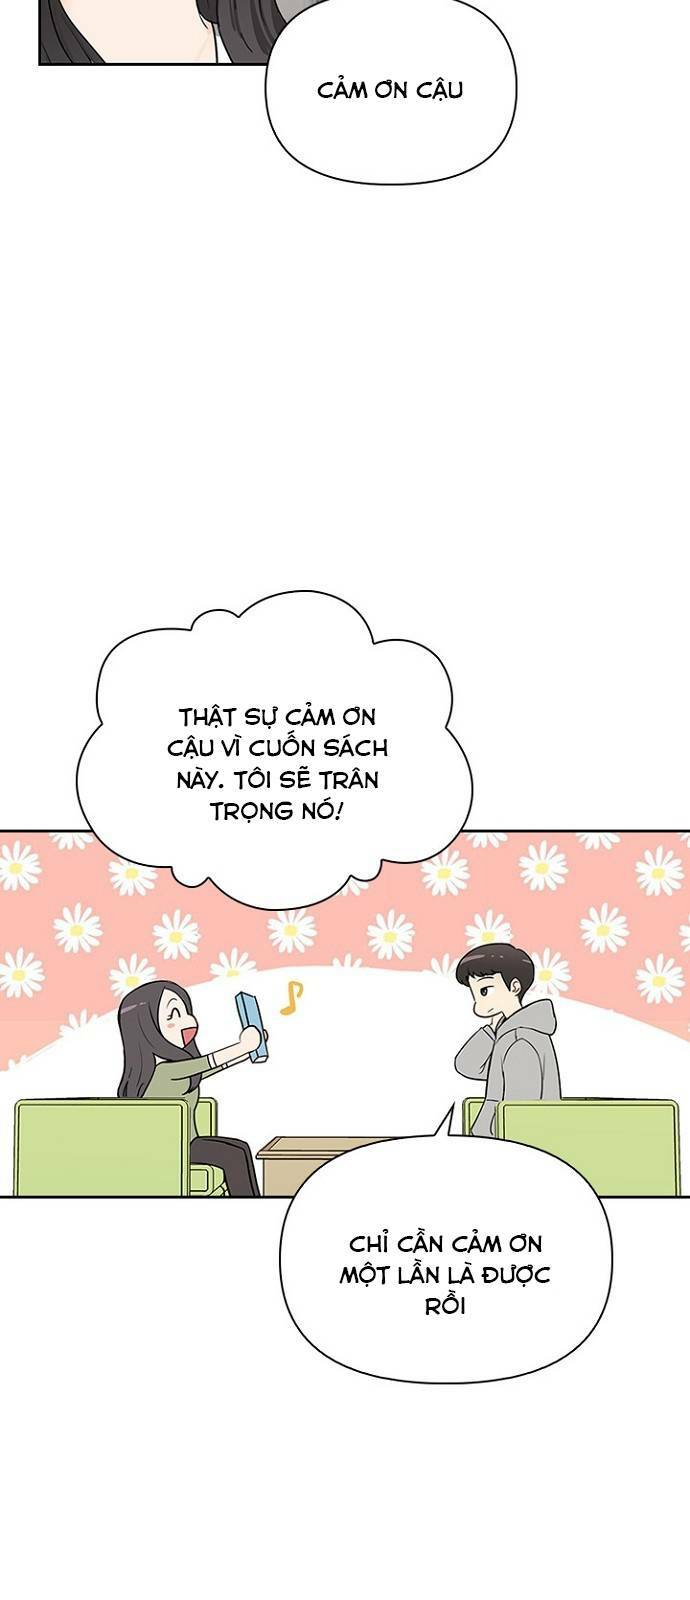 CẢM ƠN CẬU
THẬT SỰ CẢM ƠN
CẬU VÌ CUỐN SÁCH
NÀY. TÔI SẼ TRÂN
TRỌNG NÓ!
CHỈ CẦN CẢM ƠN
MỘT LẦN LÀ ĐƯỢC
RỒI